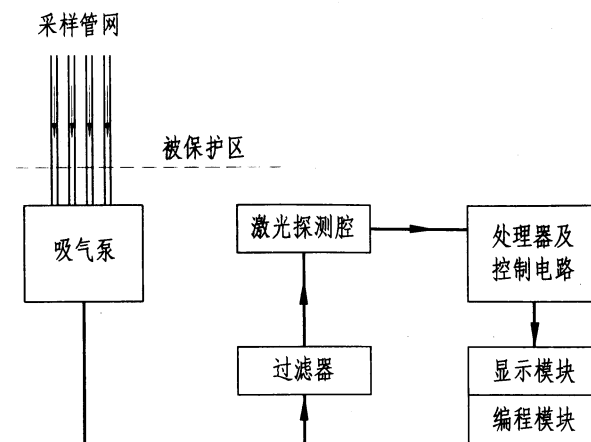 采样管网
被保护区
吸气泵
激光探测腔
处理器及
控制电路
过滤器
显示模块
编程模块